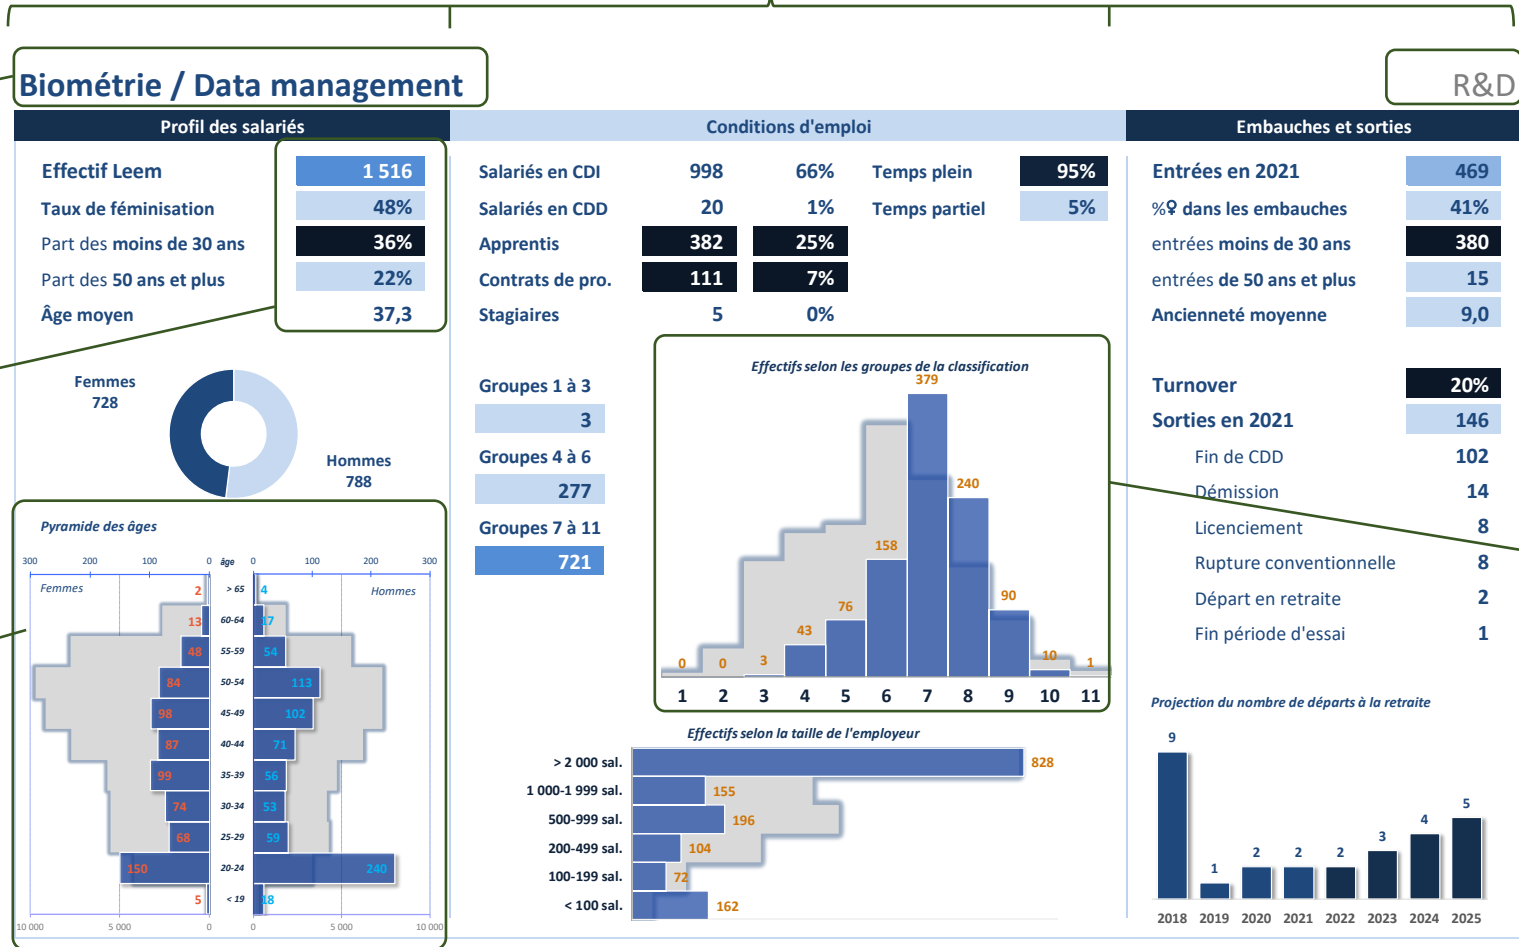 Biométrie / Data management
R&D
Profil des salariés
Conditions d'emploi
Embauches et sorties
Effectif Leem 1 516
Taux de féminisation 48%
Part des moins de 30 ans 36%
Part des 50 ans et plus 22%
Âge moyen 37,3
Femmes
728
Hommes
788
Pyramide des âges
300 200 100 0 âge 0 100 200 300
Femmes Hommes
2 > 65 4
13 60-64 17
48 55-59 54
84 50-54 113
98 45-49 102
87 40-44 71
99 35-39 56
74 30-34 53
68 25-29 59
150 20-24 240
5 < 19 18
10 000 5 000 0 0 5 000 10 000
Salariés en CDI 998 66% Temps plein 95%
Salariés en CDD 20 1% Temps partiel 5%
Apprentis 382 25%
Contrats de pro. 111 7%
Stagiaires 5 0%
Groupes 1 à 3
3
Groupes 4 à 6
277
Groupes 7 à 11
721
Effectifs selon les groupes de la classification
0 0 3 43 76 158 379 240 90 10 1
1 2 3 4 5 6 7 8 9 10 11
Effectifs selon la taille de l'employeur
> 2 000 sal. 828
1 000-1 999 sal. 155
500-999 sal. 196
200-499 sal. 104
100-199 sal. 72
< 100 sal. 162
Entrées en 2021 469
%♀ dans les embauches 41%
entrées moins de 30 ans 380
entrées de 50 ans et plus 15
Ancienneté moyenne 9,0
Turnover 20%
Sorties en 2021 146
Fin de CDD 102
Démission 14
Licenciement 8
Rupture conventionnelle 8
Départ en retraite 2
Fin période d'essai 1
Projection du nombre de départs à la retraite
9 1 2 2 2 3 4 5
2018 2019 2020 2021 2022 2023 2024 2025